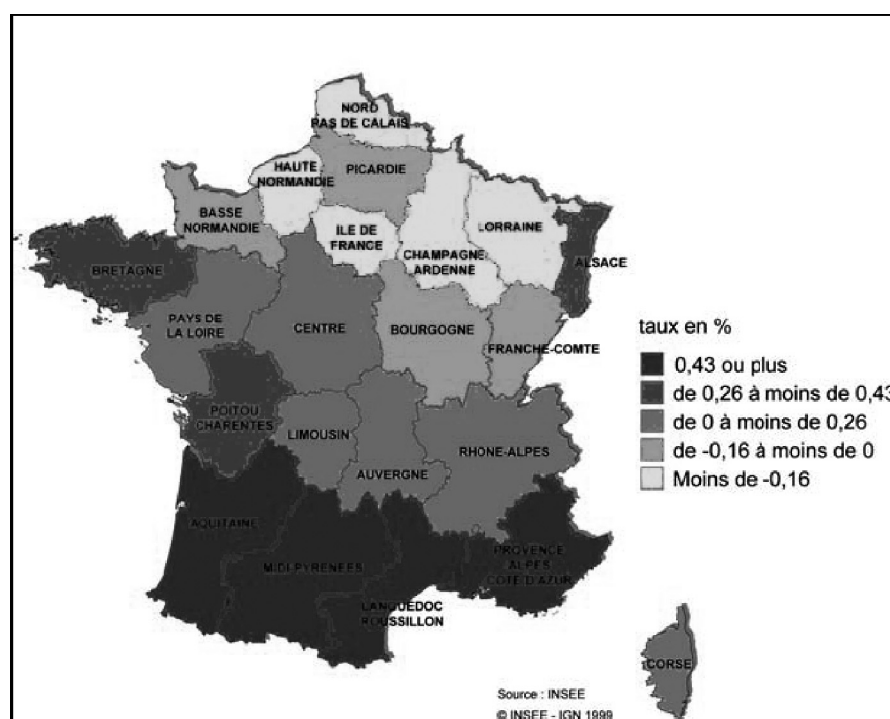 NORD
PAS DE CALAIS
HAUTE
NORMANDIE
PICARDIE
BASSE
NORMANDIE
ILE DE
FRANCE
CHAMPAGNE
ARDENNE
LORRAINE
ALSACE
BRETAGNE
PAYS DE
LA LOIRE
CENTRE
BOURGOGNE
FRANCHE-COMTE
POITOU
CHARENTES
LIMOUSIN
AUVERGNE
RHONE-ALPES
AQUITAINE
MIDI PYRENEES
LANGUEDOC
ROUSSILLON
PROVENCE
ALPES
COTE D'AZUR
CORSE
taux en %
0,43 ou plus
de 0,26 à moins de 0,43
de 0 à moins de 0,26
de -0,16 à moins de 0
Moins de -0,16
Source : INSEE
© INSEE - IGN 1999